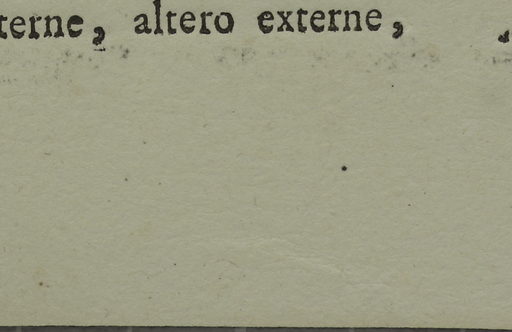 terne, altero externe,